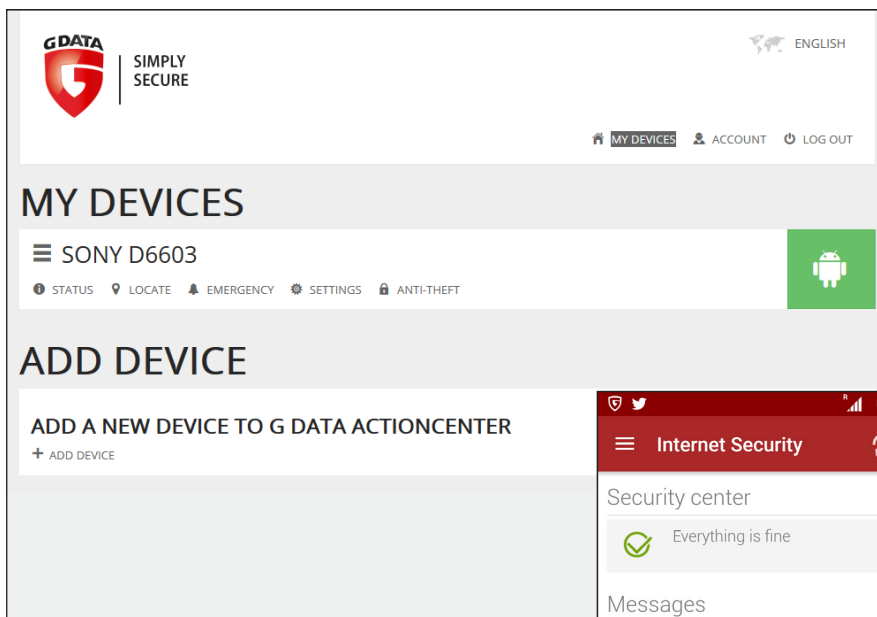 G DATA
SIMPLY
SECURE
ENGLISH
MY DEVICES ACCOUNT LOG OUT
MY DEVICES
SONY D6603
STATUS LOCATE EMERGENCY SETTINGS ANTI-THEFT
ADD DEVICE
ADD A NEW DEVICE TO G DATA ACTIONCENTER
+ ADD DEVICE
R
Internet Security
Security center
Everything is fine
Messages